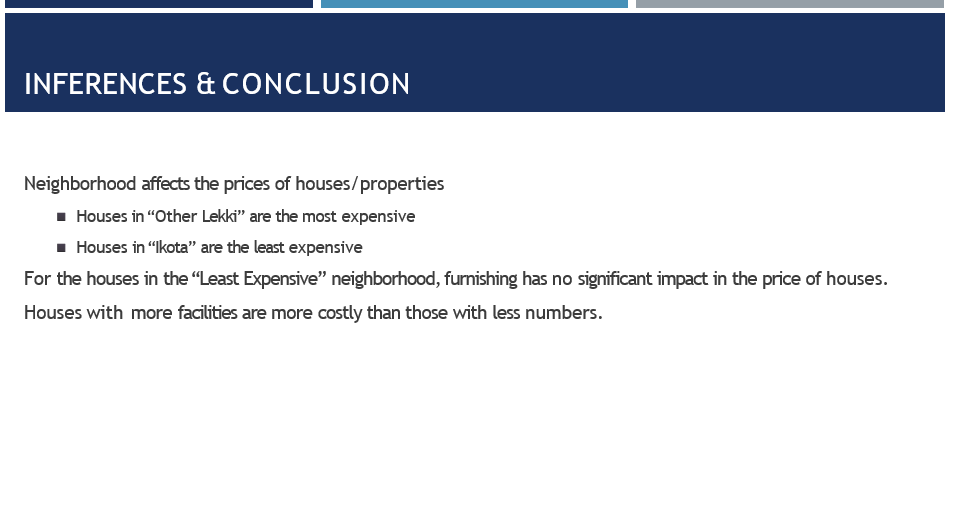 INFERENCES & CONCLUSION
Neighborhood affects the prices of houses/properties
■ Houses in “Other Lekki” are the most expensive
■ Houses in “Ikota” are the least expensive
For the houses in the “Least Expensive” neighborhood, furnishing has no significant impact in the price of houses.
Houses with more facilities are more costly than those with less numbers.